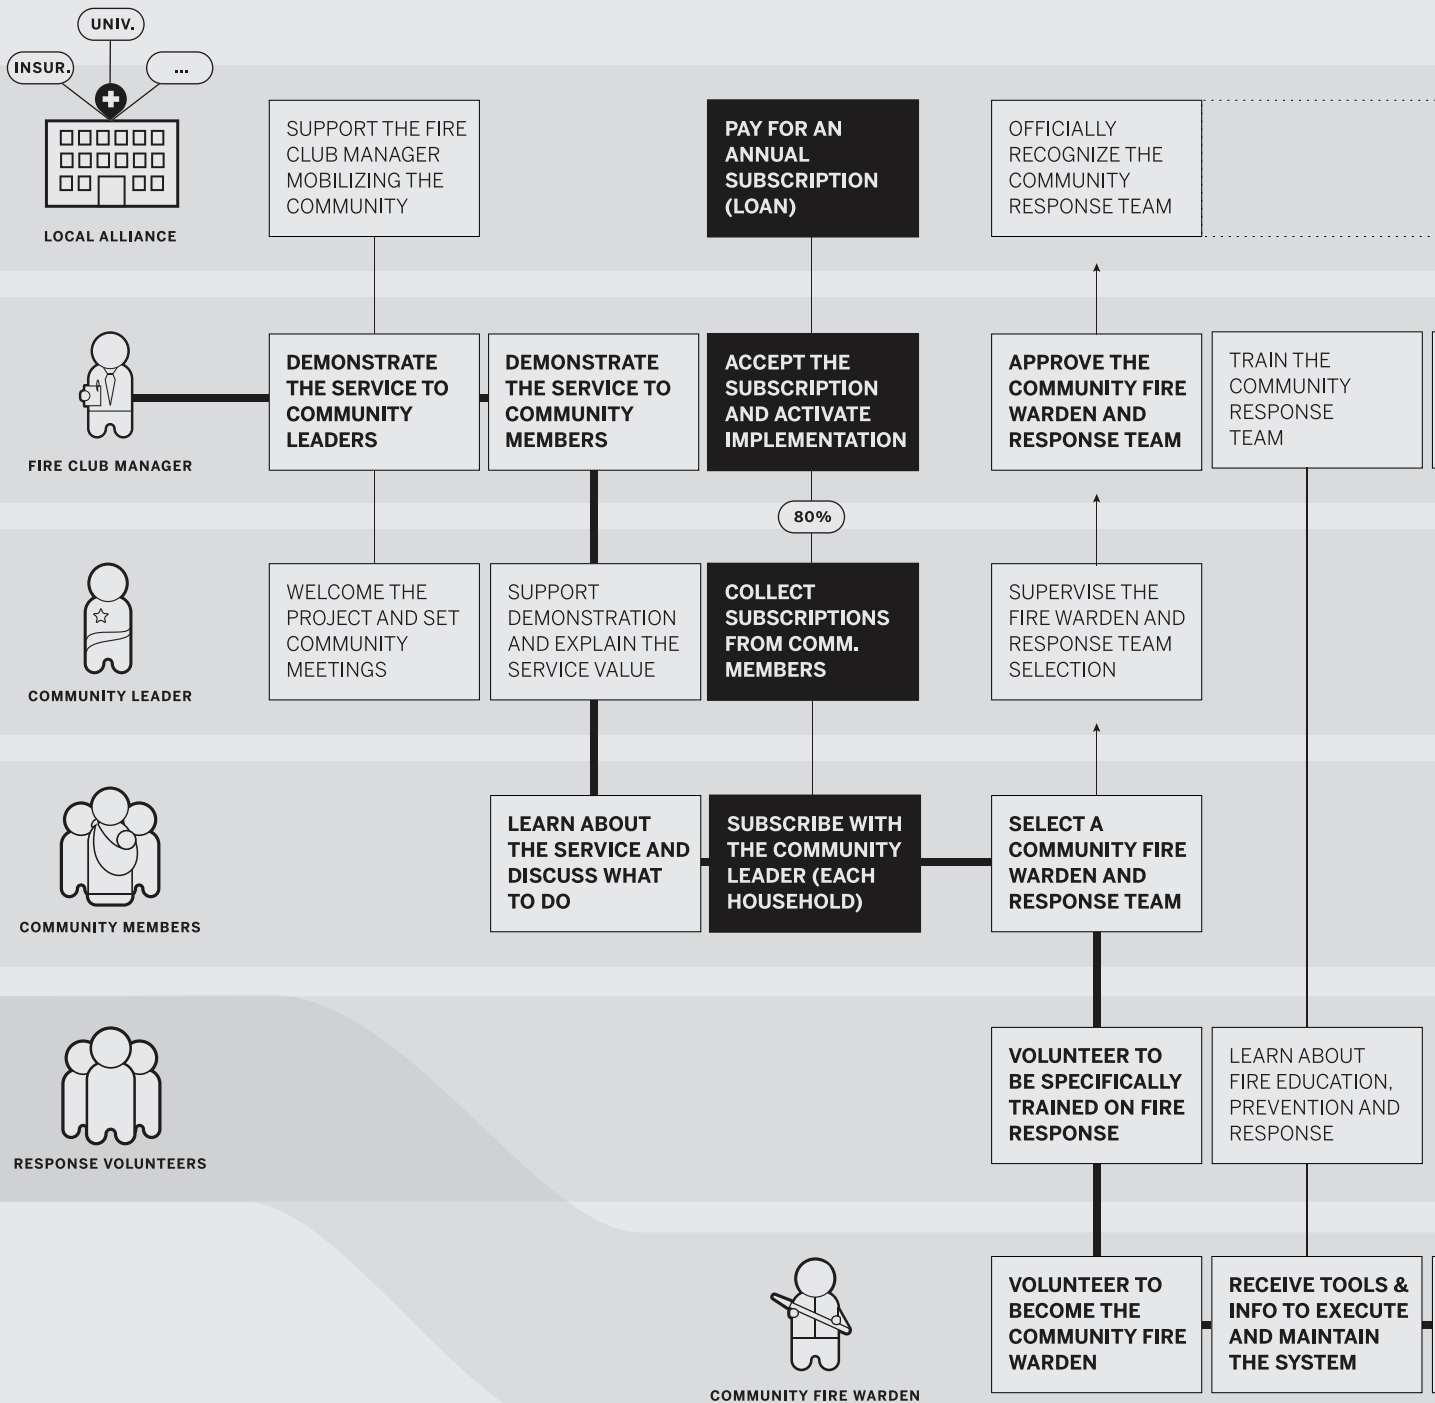 UNIV.
INSUR.
...
LOCAL ALLIANCE
SUPPORT THE FIRE
CLUB MANAGER
MOBILIZING THE
COMMUNITY
PAY FOR AN
ANNUAL
SUBSCRIPTION
(LOAN)
OFFICIALLY
RECOGNIZE THE
COMMUNITY
RESPONSE TEAM
FIRE CLUB MANAGER
DEMONSTRATE
THE SERVICE TO
COMMUNITY
LEADERS
DEMONSTRATE
THE SERVICE TO
COMMUNITY
MEMBERS
ACCEPT THE
SUBSCRIPTION
AND ACTIVATE
IMPLEMENTATION
APPROVE THE
COMMUNITY FIRE
WARDEN AND
RESPONSE TEAM
TRAIN THE
COMMUNITY
RESPONSE
TEAM
80%
COMMUNITY LEADER
WELCOME THE
PROJECT AND SET
COMMUNITY
MEETINGS
SUPPORT
DEMONSTRATION
AND EXPLAIN THE
SERVICE VALUE
COLLECT
SUBSCRIPTIONS
FROM COMM.
MEMBERS
SUPERVISE THE
FIRE WARDEN AND
RESPONSE TEAM
SELECTION
COMMUNITY MEMBERS
LEARN ABOUT
THE SERVICE AND
DISCUSS WHAT
TO DO
SUBSCRIBE WITH
THE COMMUNITY
LEADER (EACH
HOUSEHOLD)
SELECT A
COMMUNITY FIRE
WARDEN AND
RESPONSE TEAM
RESPONSE VOLUNTEERS
VOLUNTEER TO
BE SPECIFICALLY
TRAINED ON FIRE
RESPONSE
LEARN ABOUT
FIRE EDUCATION,
PREVENTION AND
RESPONSE
COMMUNITY FIRE WARDEN
VOLUNTEER TO
BECOME THE
COMMUNITY FIRE
WARDEN
RECEIVE TOOLS &
INFO TO EXECUTE
AND MAINTAIN
THE SYSTEM